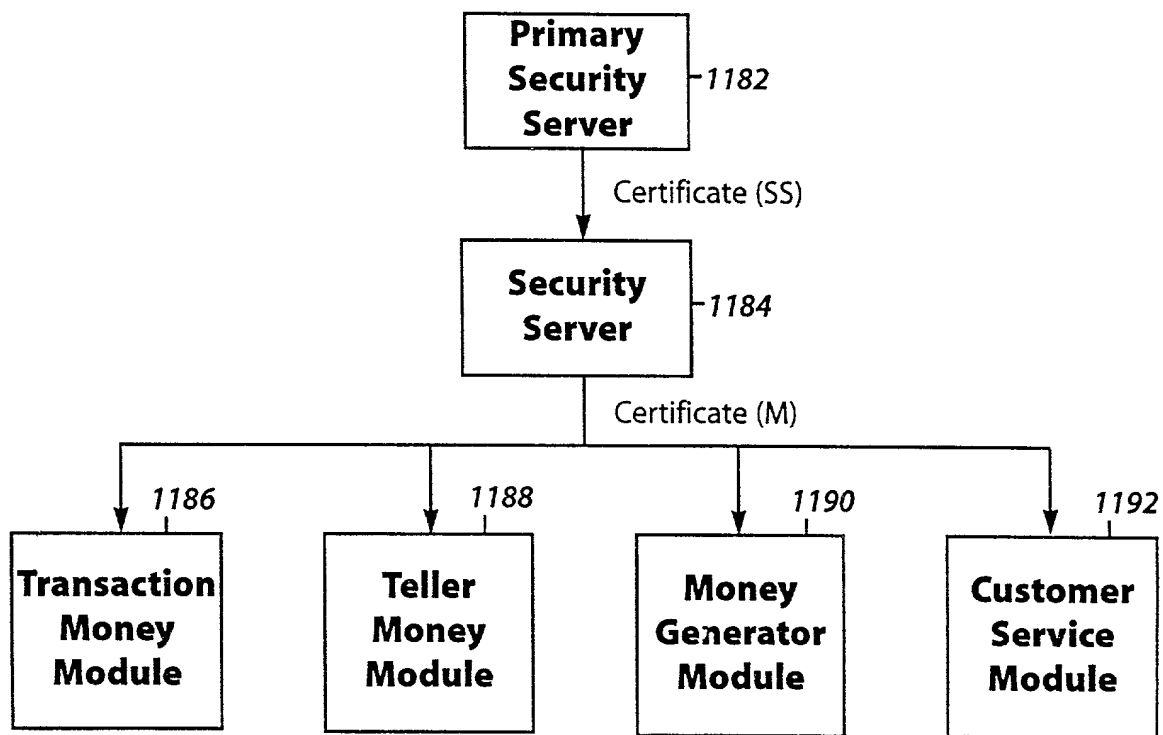 Primary
Security
Server
1182
Certificate (SS)
Security
Server
1184
Certificate (M)
1186
1188
1190
1192
Transaction
Money
Module
Teller
Money
Module
Money
Generator
Module
Customer
Service
Module